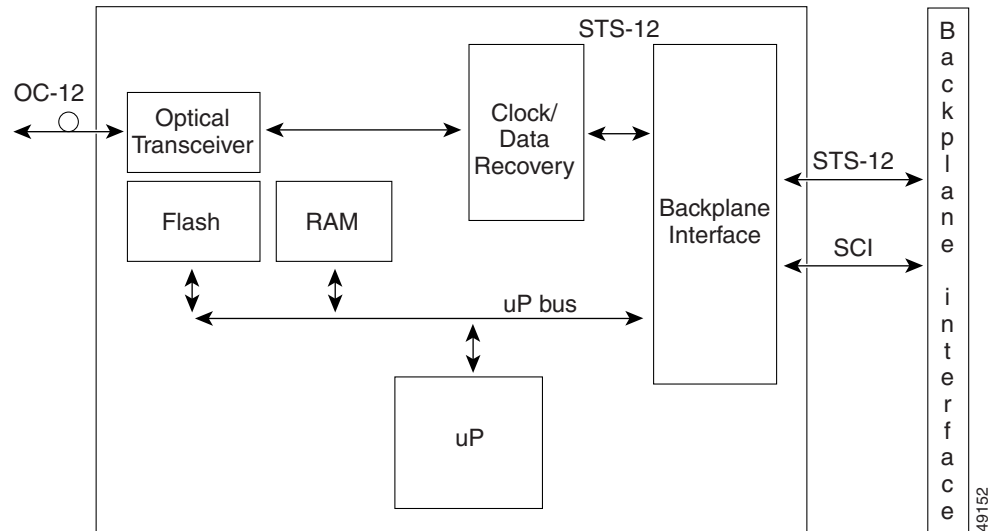 STS-12
OC-12
Optical
Transceiver
Clock/
Data
Recovery
Flash
RAM
Backplane
Interface
STS-12
SCI
uP bus
uP
Backplane interface
49152